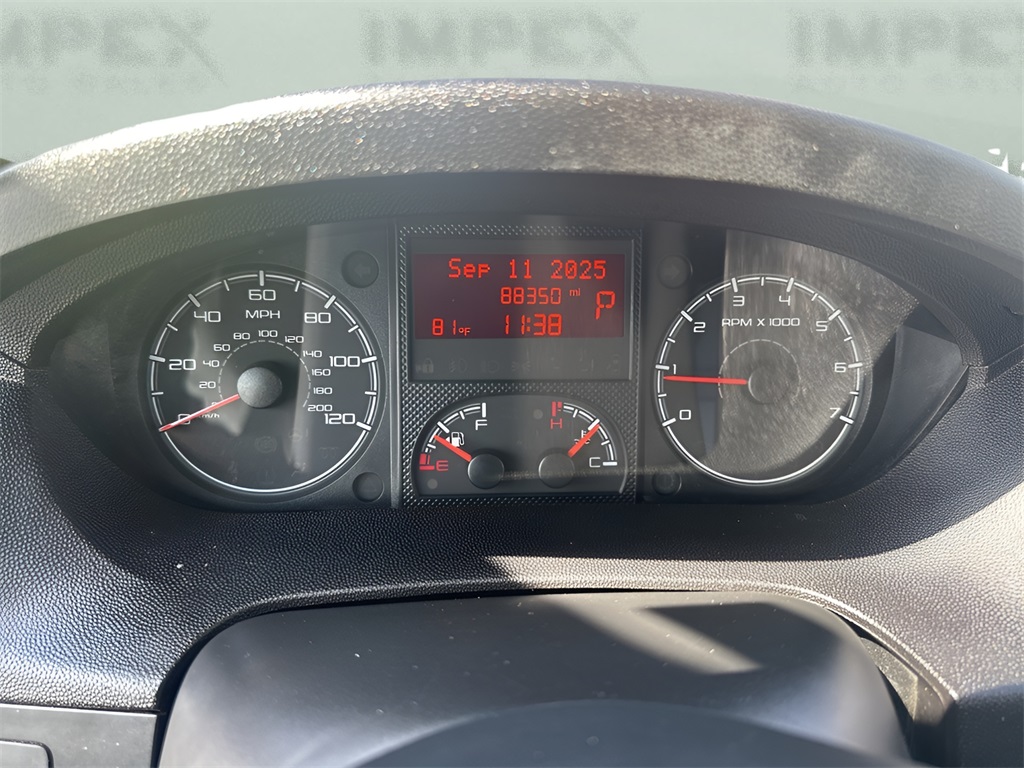 IMPEX IMPEX IMPEX
Sep 11 2025
88350 mi
P
81°F 11:38
0 20 40 60 80 100 120
MPH
20 40 60 80 100 120 140 160 180 200
km/h
0 1 2 3 4 5 6 7
RPM X 1000
E F
H C